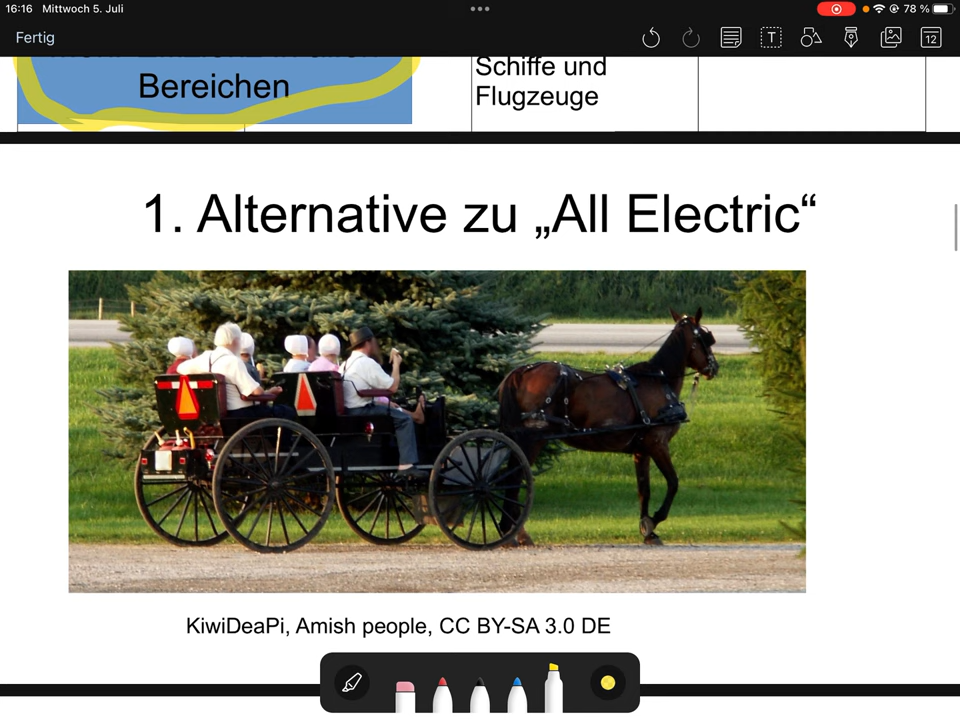 16:16 Mittwoch 5. Juli
78 %
Fertig
T
12
Bereichen
Schiffe und
Flugzeuge
1. Alternative zu „All Electric“
KiwiDeaPi, Amish people, CC BY-SA 3.0 DE